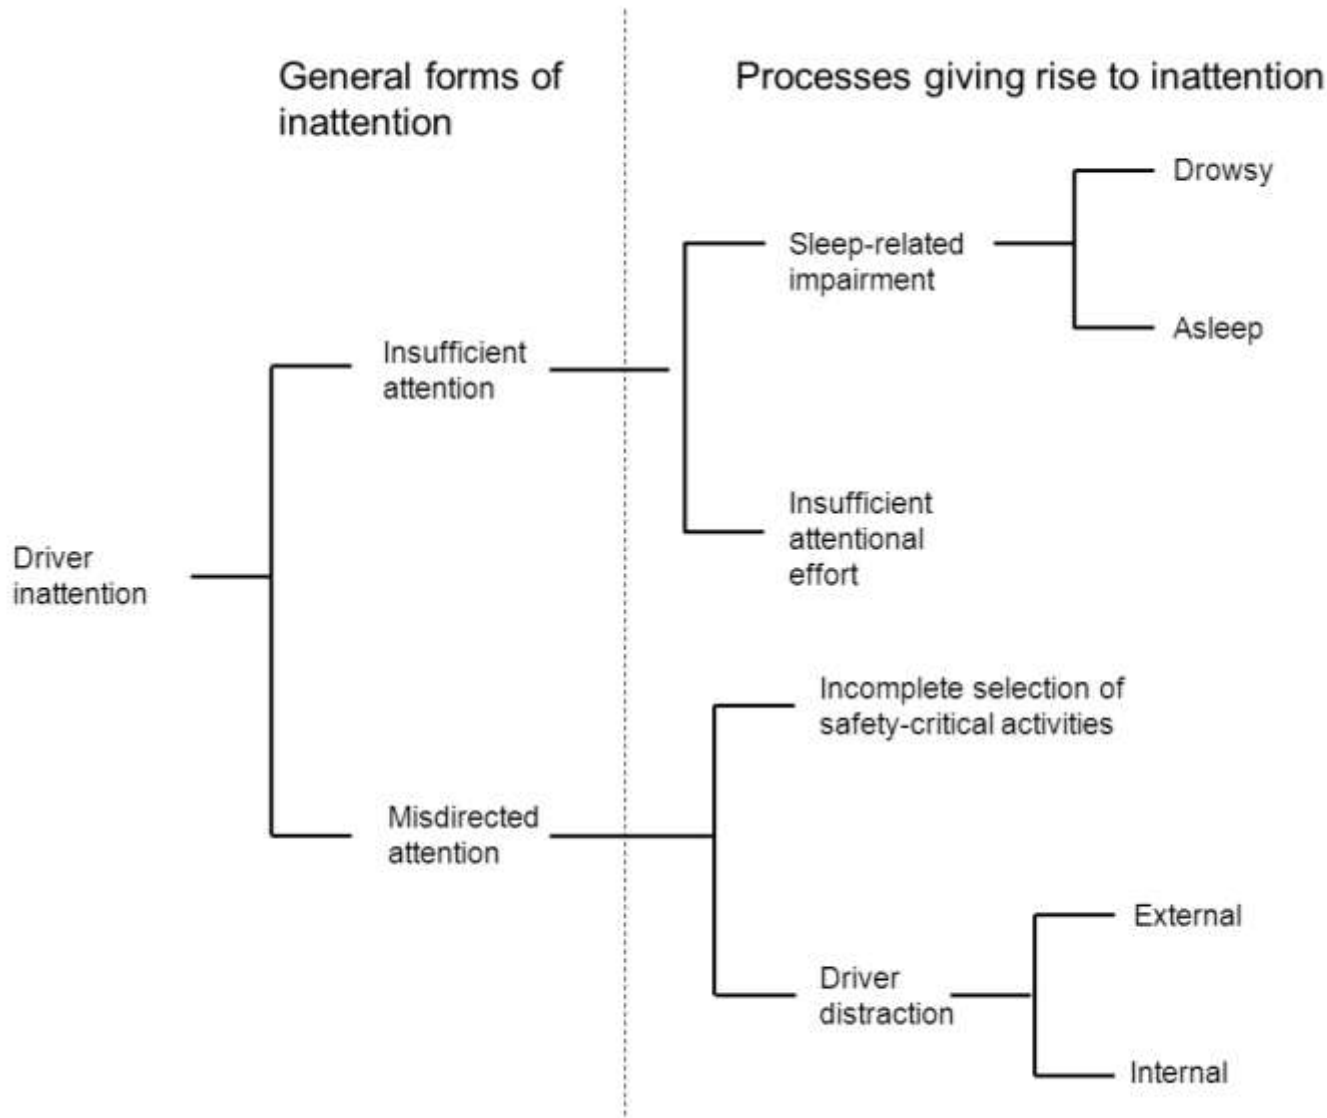 General forms of
inattention
Processes giving rise to inattention
Drowsy
Sleep-related
impairment
Asleep
Insufficient
attention
Insufficient
attentional
effort
Driver
inattention
Incomplete selection of
safety-critical activities
Misdirected
attention
External
Driver
distraction
Internal